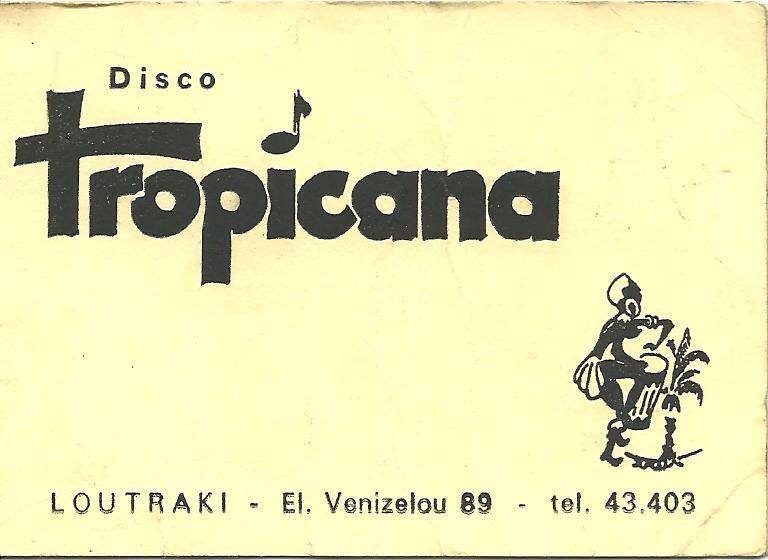 Disco
Tropicana
LOUTRAKI - El. Venizelou 89 - tel. 43.403